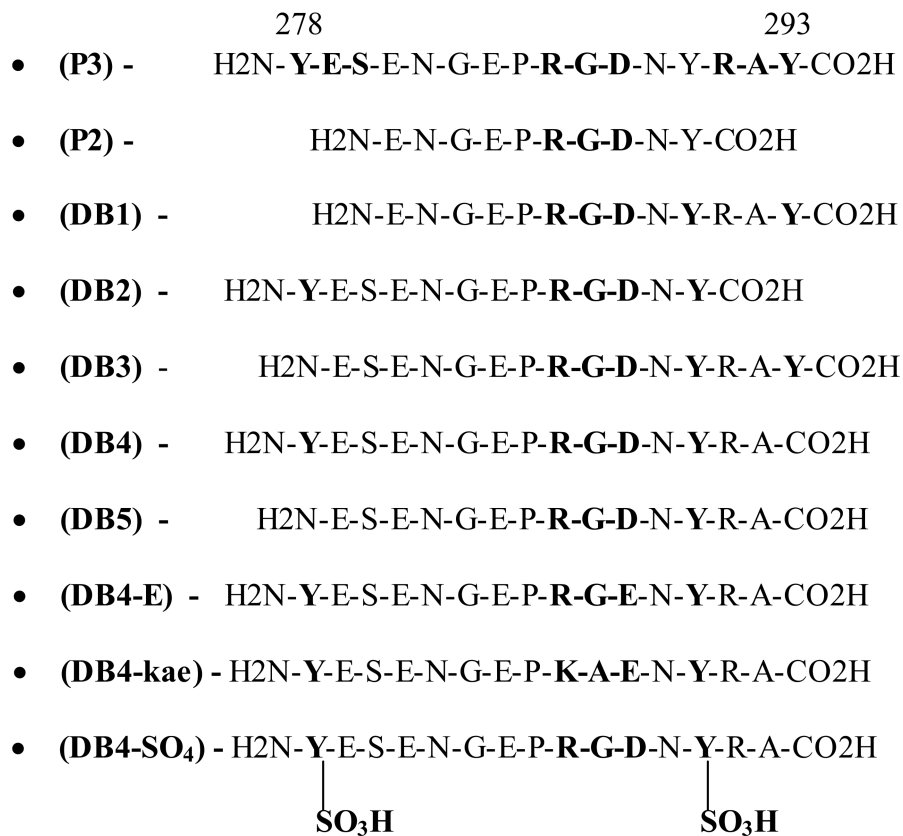 278 293
• (P3) - H2N-Y-E-S-E-N-G-E-P-R-G-D-N-Y-R-A-Y-CO2H
• (P2) - H2N-E-N-G-E-P-R-G-D-N-Y-CO2H
• (DB1) - H2N-E-N-G-E-P-R-G-D-N-Y-R-A-Y-CO2H
• (DB2) - H2N-Y-E-S-E-N-G-E-P-R-G-D-N-Y-CO2H
• (DB3) - H2N-E-S-E-N-G-E-P-R-G-D-N-Y-R-A-Y-CO2H
• (DB4) - H2N-Y-E-S-E-N-G-E-P-R-G-D-N-Y-R-A-CO2H
• (DB5) - H2N-E-S-E-N-G-E-P-R-G-D-N-Y-R-A-CO2H
• (DB4-E) - H2N-Y-E-S-E-N-G-E-P-R-G-E-N-Y-R-A-CO2H
• (DB4-kae) - H2N-Y-E-S-E-N-G-E-P-K-A-E-N-Y-R-A-CO2H
• (DB4-SO₄) - H2N-Y-E-S-E-N-G-E-P-R-G-D-N-Y-R-A-CO2H
SO₃H SO₃H